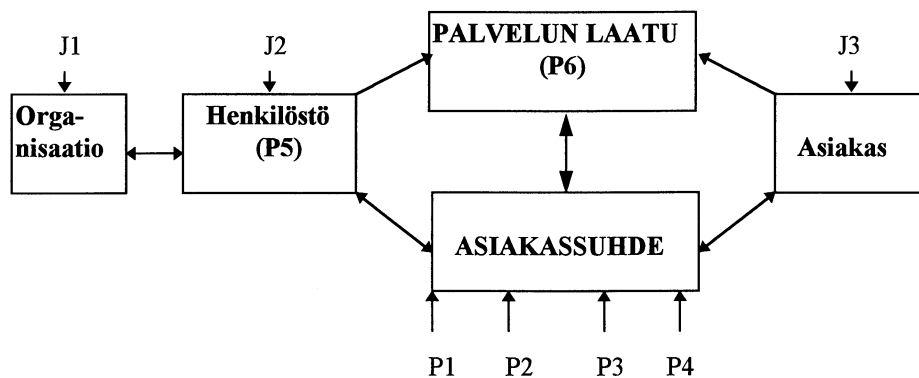 J1
J2
PALVELUN LAATU
(P6)
J3
Orga-
nisaatio
Henkilöstö
(P5)
Asiakas
ASIAKASSUHDE
P1
P2
P3
P4